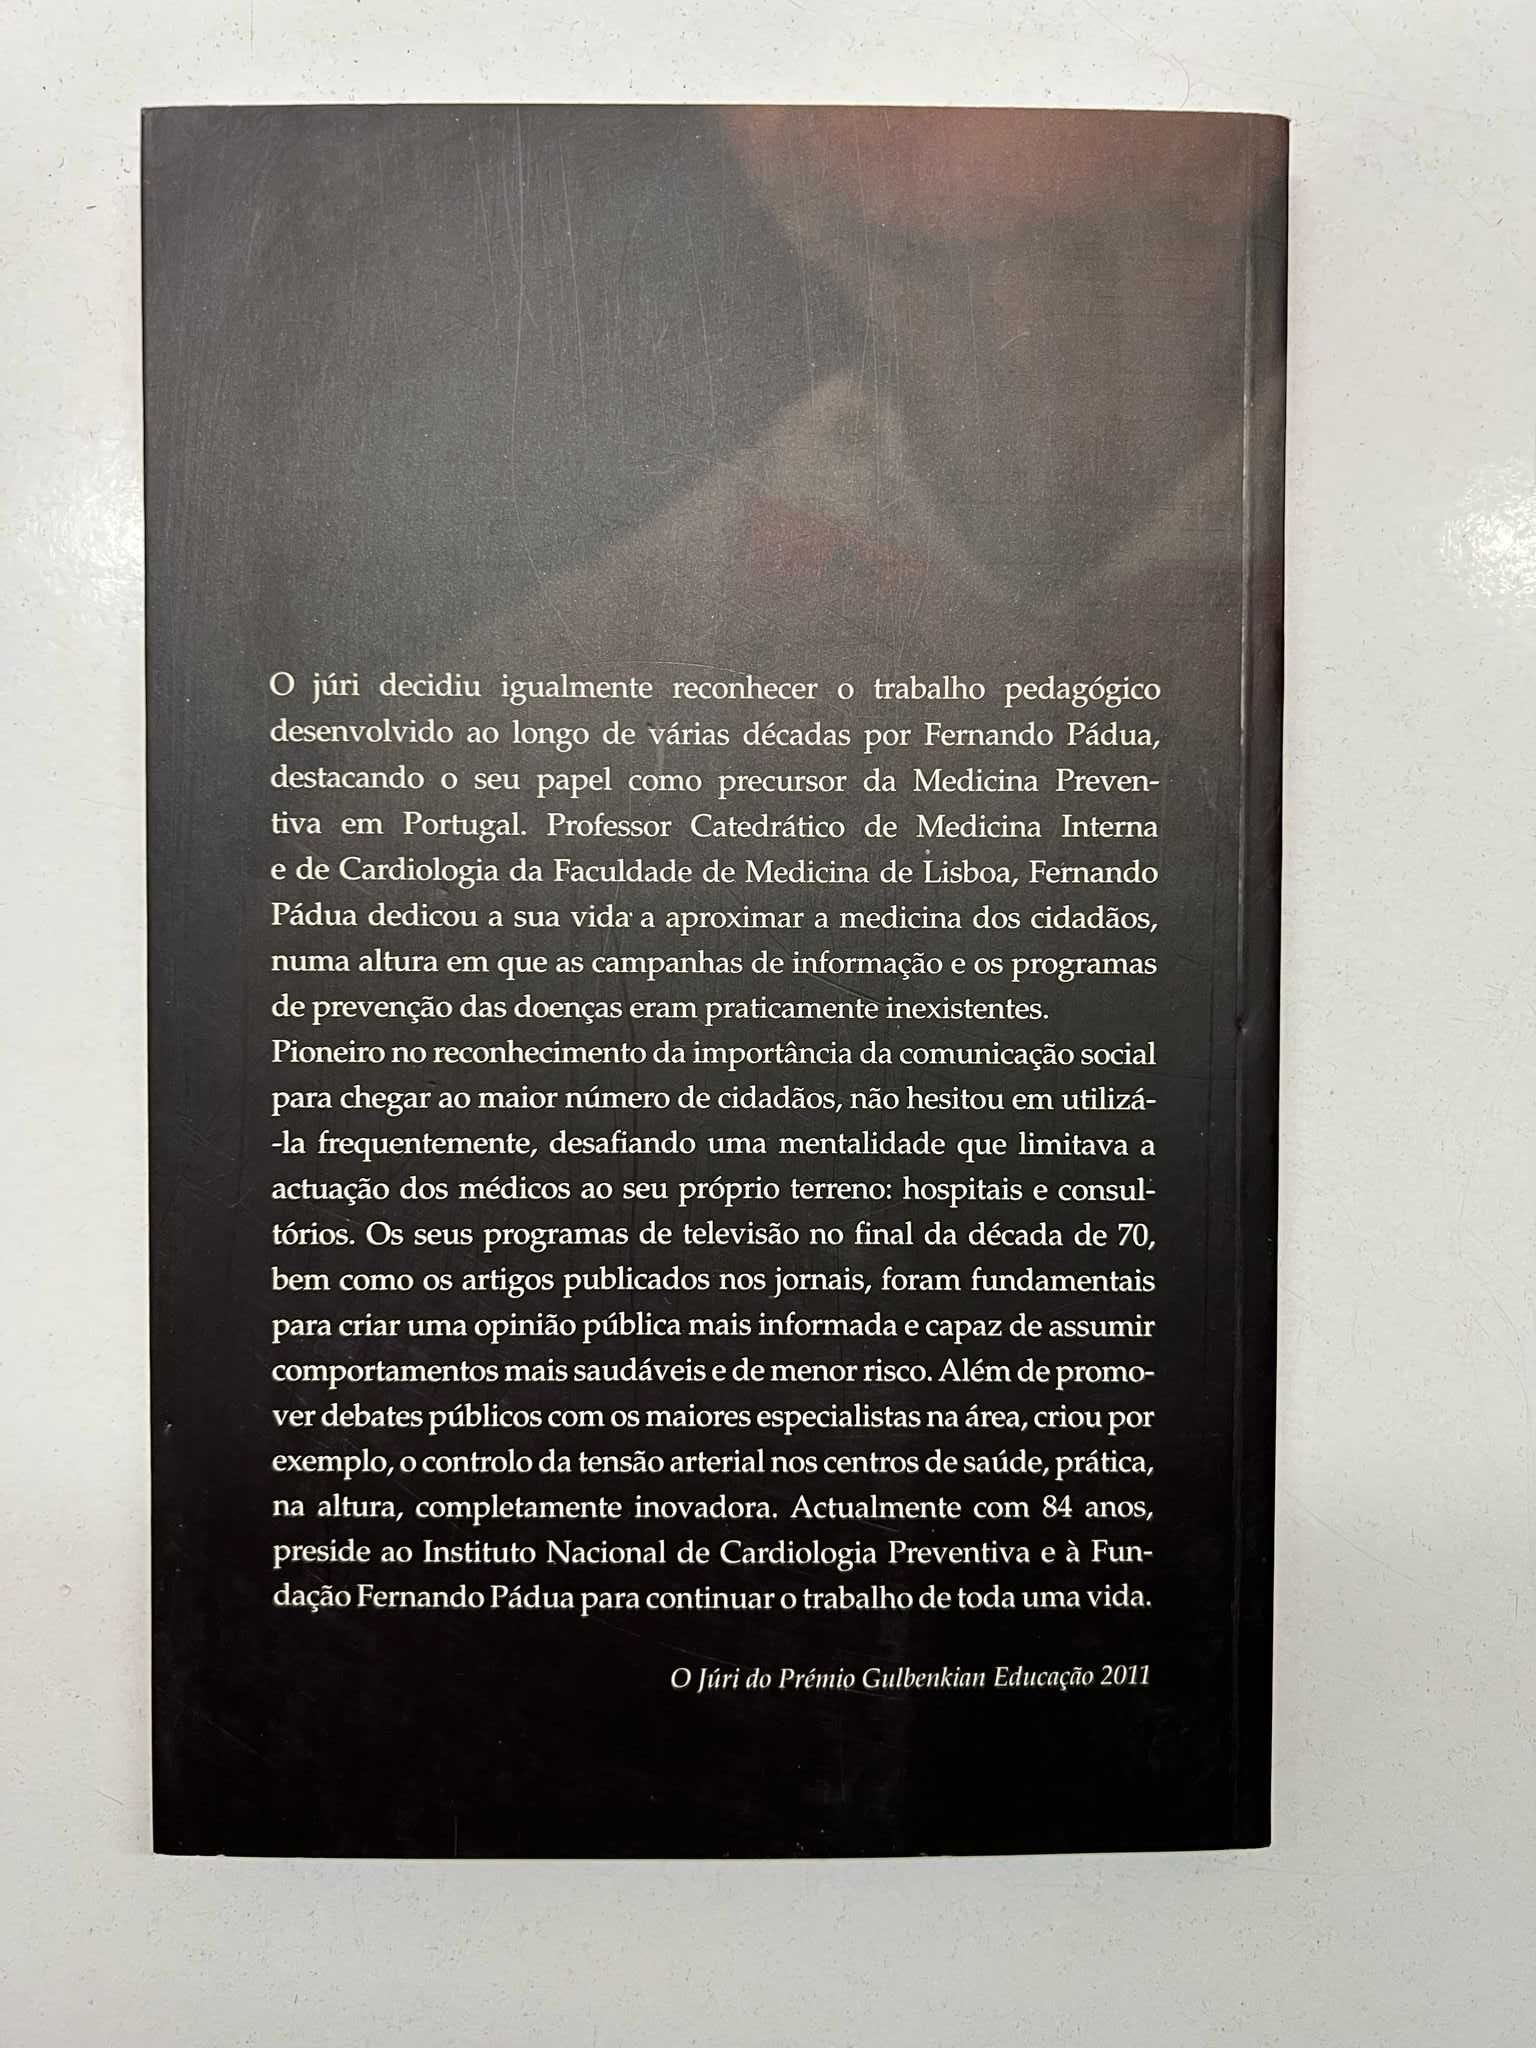 O júri decidiu igualmente reconhecer o trabalho pedagógico
desenvolvido ao longo de várias décadas por Fernando Pádua,
destacando o seu papel como precursor da Medicina Preven-
tiva em Portugal. Professor Catedrático de Medicina Interna
e de Cardiologia da Faculdade de Medicina de Lisboa, Fernando
Pádua dedicou a sua vida a aproximar a medicina dos cidadãos,
numa altura em que as campanhas de informação e os programas
de prevenção das doenças eram praticamente inexistentes.
Pioneiro no reconhecimento da importância da comunicação social
para chegar ao maior número de cidadãos, não hesitou em utilizá-
-la frequentemente, desafiando uma mentalidade que limitava a
actuação dos médicos ao seu próprio terreno: hospitais e consul-
tórios. Os seus programas de televisão no final da década de 70,
bem como os artigos publicados nos jornais, foram fundamentais
para criar uma opinião pública mais informada e capaz de assumir
comportamentos mais saudáveis e de menor risco. Além de promo-
ver debates públicos com os maiores especialistas na área, criou por
exemplo, o controlo da tensão arterial nos centros de saúde, prática,
na altura, completamente inovadora. Actualmente com 84 anos,
preside ao Instituto Nacional de Cardiologia Preventiva e à Fun-
dação Fernando Pádua para continuar o trabalho de toda uma vida.
O Júri do Prémio Gulbenkian Educação 2011